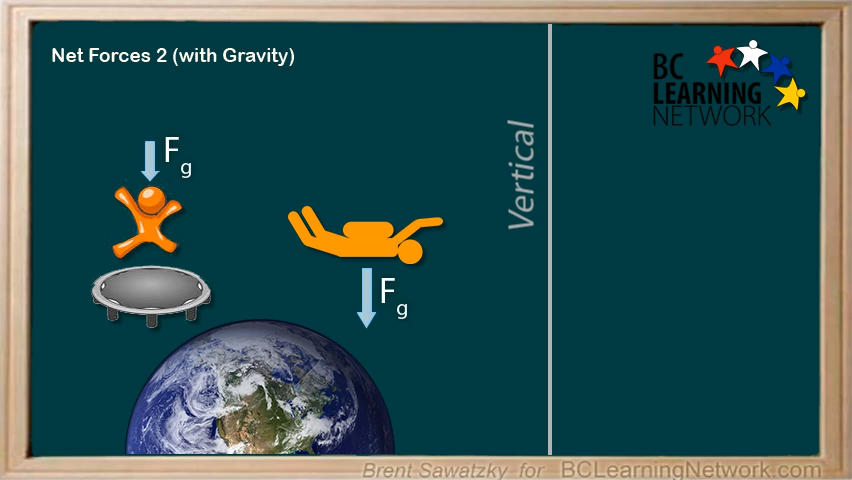 Net Forces 2 (with Gravity)
BC
LEARNING
NETWORK
Fg
Fg
Vertical
Brent Sawatzky for BCLearningNetwork.com